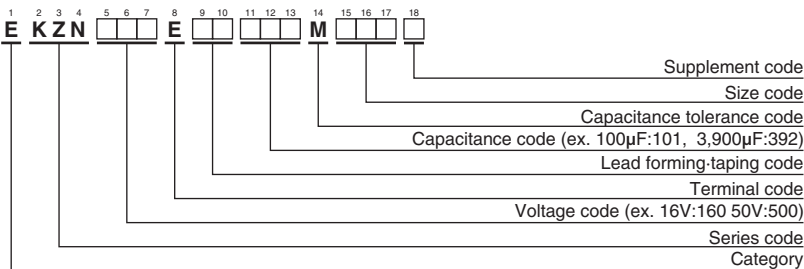 1 2 3 4 5 6 7 8 9 10 11 12 13 14 15 16 17 18
E K Z N E M
Supplement code
Size code
Capacitance tolerance code
Capacitance code (ex. 100µF:101, 3,900µF:392)
Lead forming·taping code
Terminal code
Voltage code (ex. 16V:160 50V:500)
Series code
Category